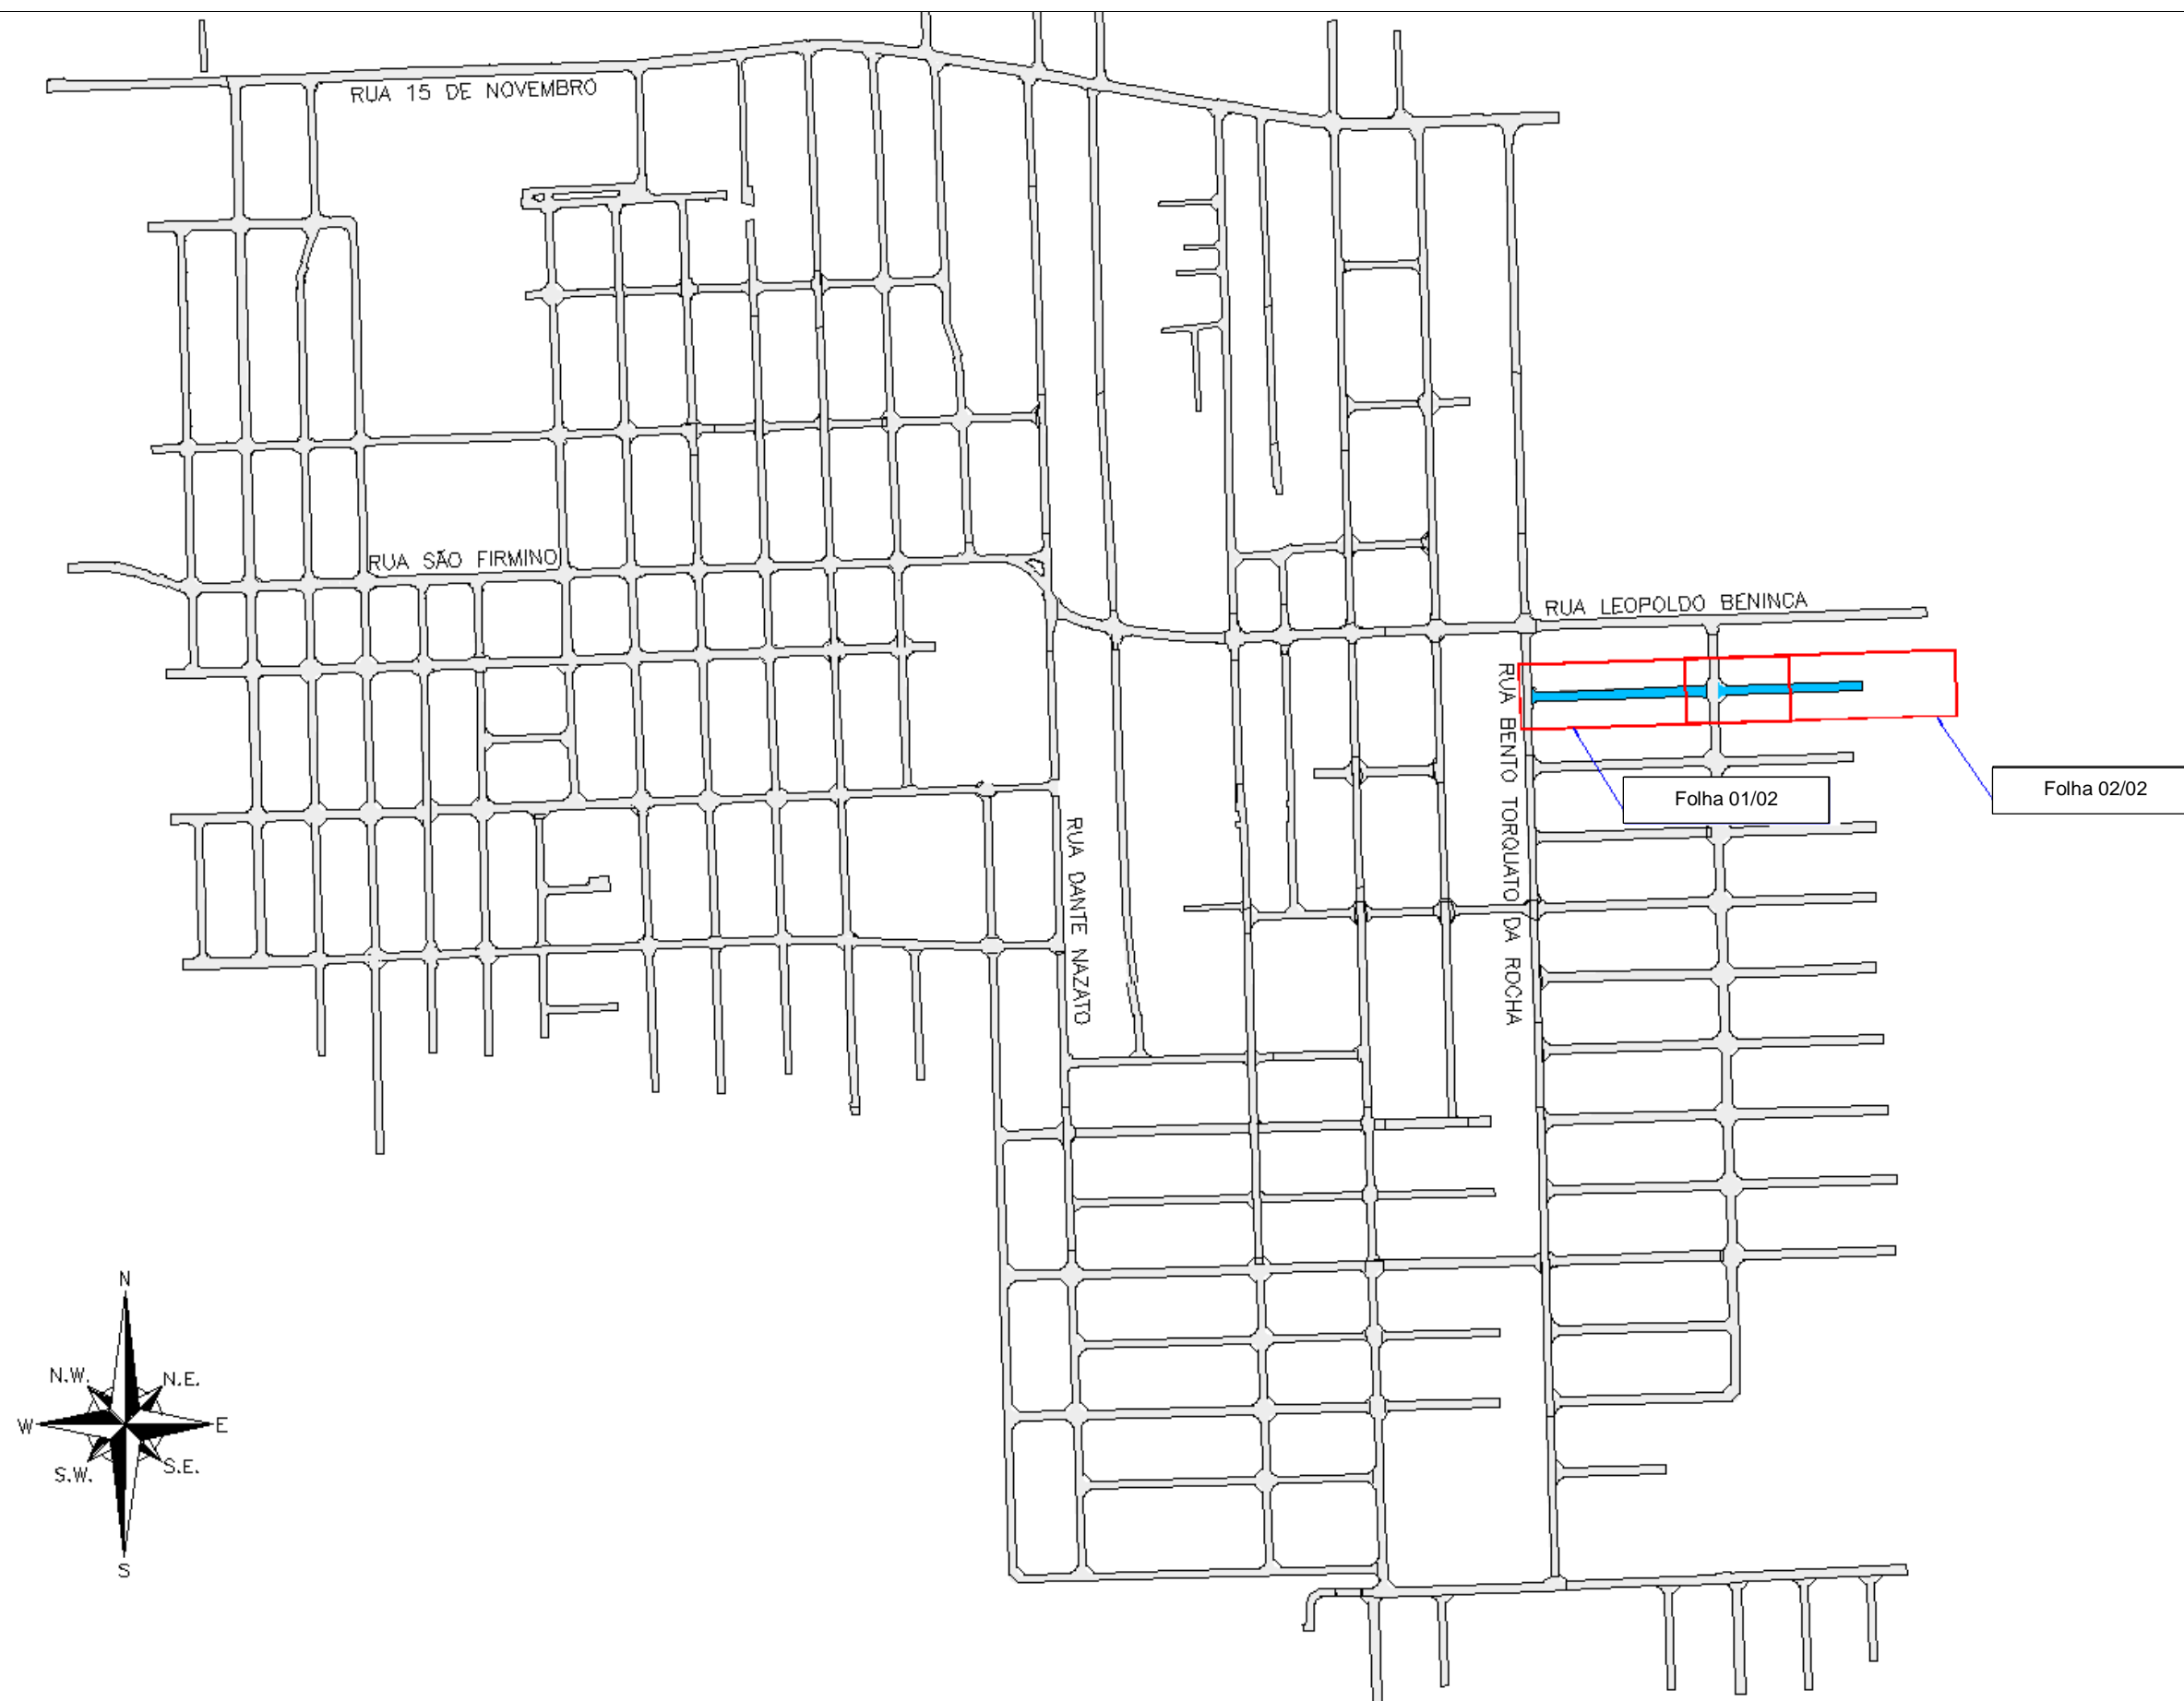 RUA 15 DE NOVEMBRO
RUA SÃO FIRMINO
RUA LEOPOLDO BENINCA
RUA BENTO TORQUATO DA ROCHA
Folha 01/02
Folha 02/02
RUA DANTE NAZATO
N
N.W.
N.E.
W
E
S.W.
S.E.
S